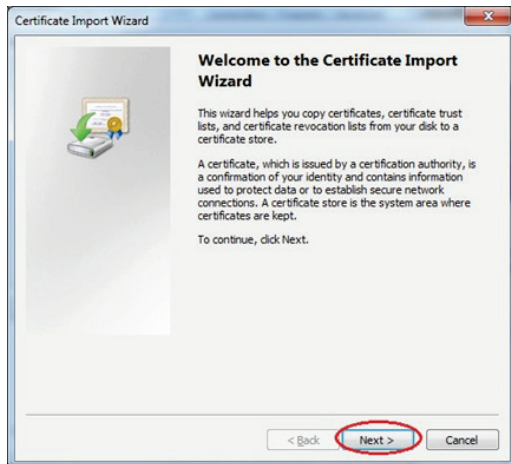 Certificate Import Wizard
Welcome to the Certificate Import
Wizard
This wizard helps you copy certificates, certificate trust
lists, and certificate revocation lists from your disk to a
certificate store.
A certificate, which is issued by a certification authority, is
a confirmation of your identity and contains information
used to protect data or to establish secure network
connections. A certificate store is the system area where
certificates are kept.
To continue, click Next.
< Back Next > Cancel